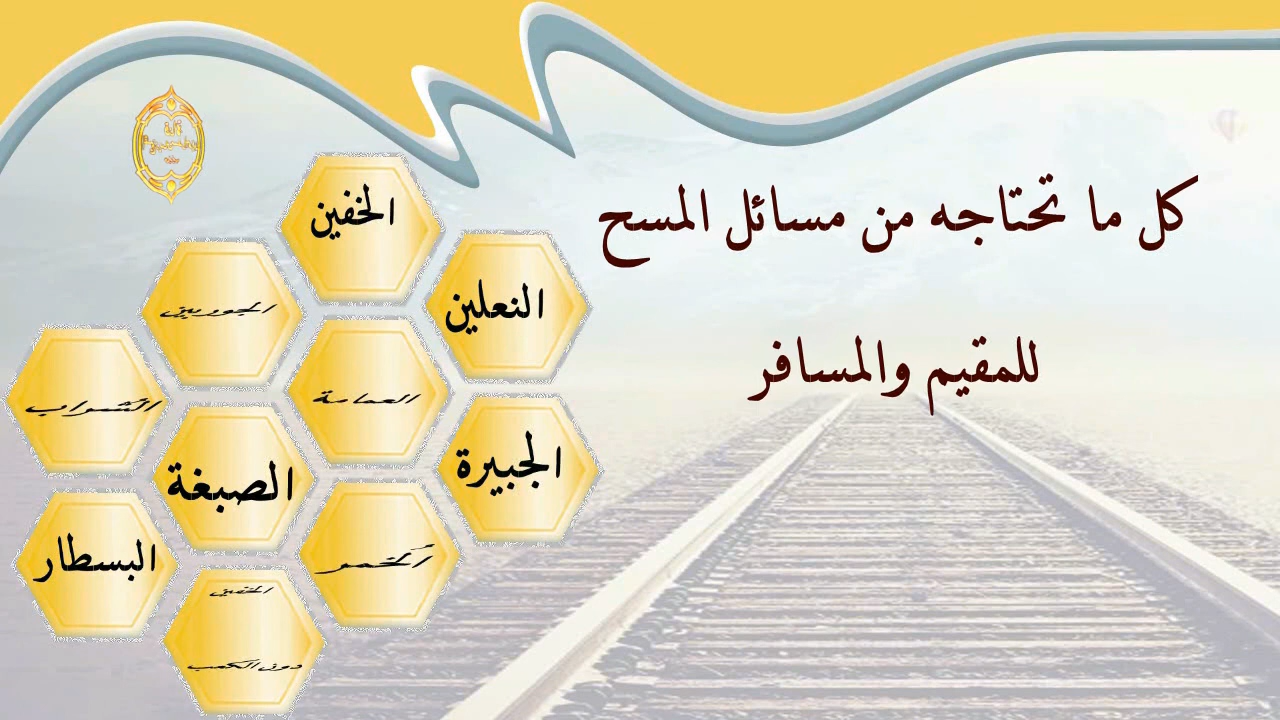 كل ما تحتاجه من مسائل المسح
للمقيم والمسافر
الخفين
النعلين
الجوربين
العمامة
الشراب
الجبيرة
الصبغة
الخمر
البسطار
الخفين
دون الكعب